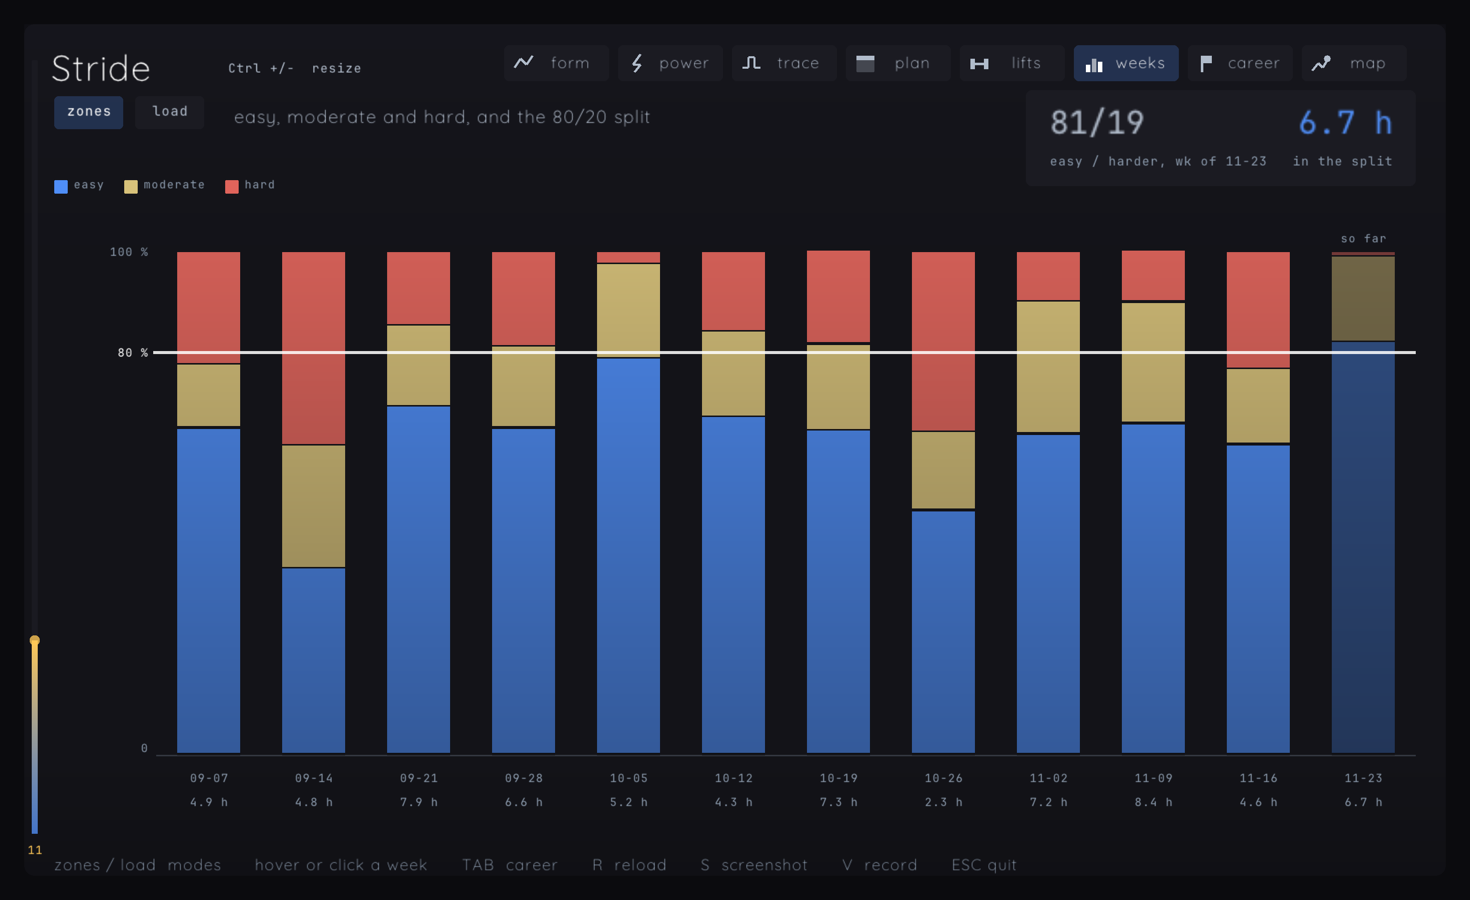 Stride
Ctrl +/- resize
form
power
trace
plan
lifts
weeks
career
map
zones
load
easy, moderate and hard, and the 80/20 split
81/19
6.7 h
easy / harder, wk of 11-23
in the split
easy
moderate
hard
so far
100 %
80 %
0
09-07 09-14 09-21 09-28 10-05 10-12 10-19 10-26 11-02 11-09 11-16 11-23
4.9 h 4.8 h 7.9 h 6.6 h 5.2 h 4.3 h 7.3 h 2.3 h 7.2 h 8.4 h 4.6 h 6.7 h
11
zones / load modes hover or click a week TAB career R reload S screenshot V record ESC quit